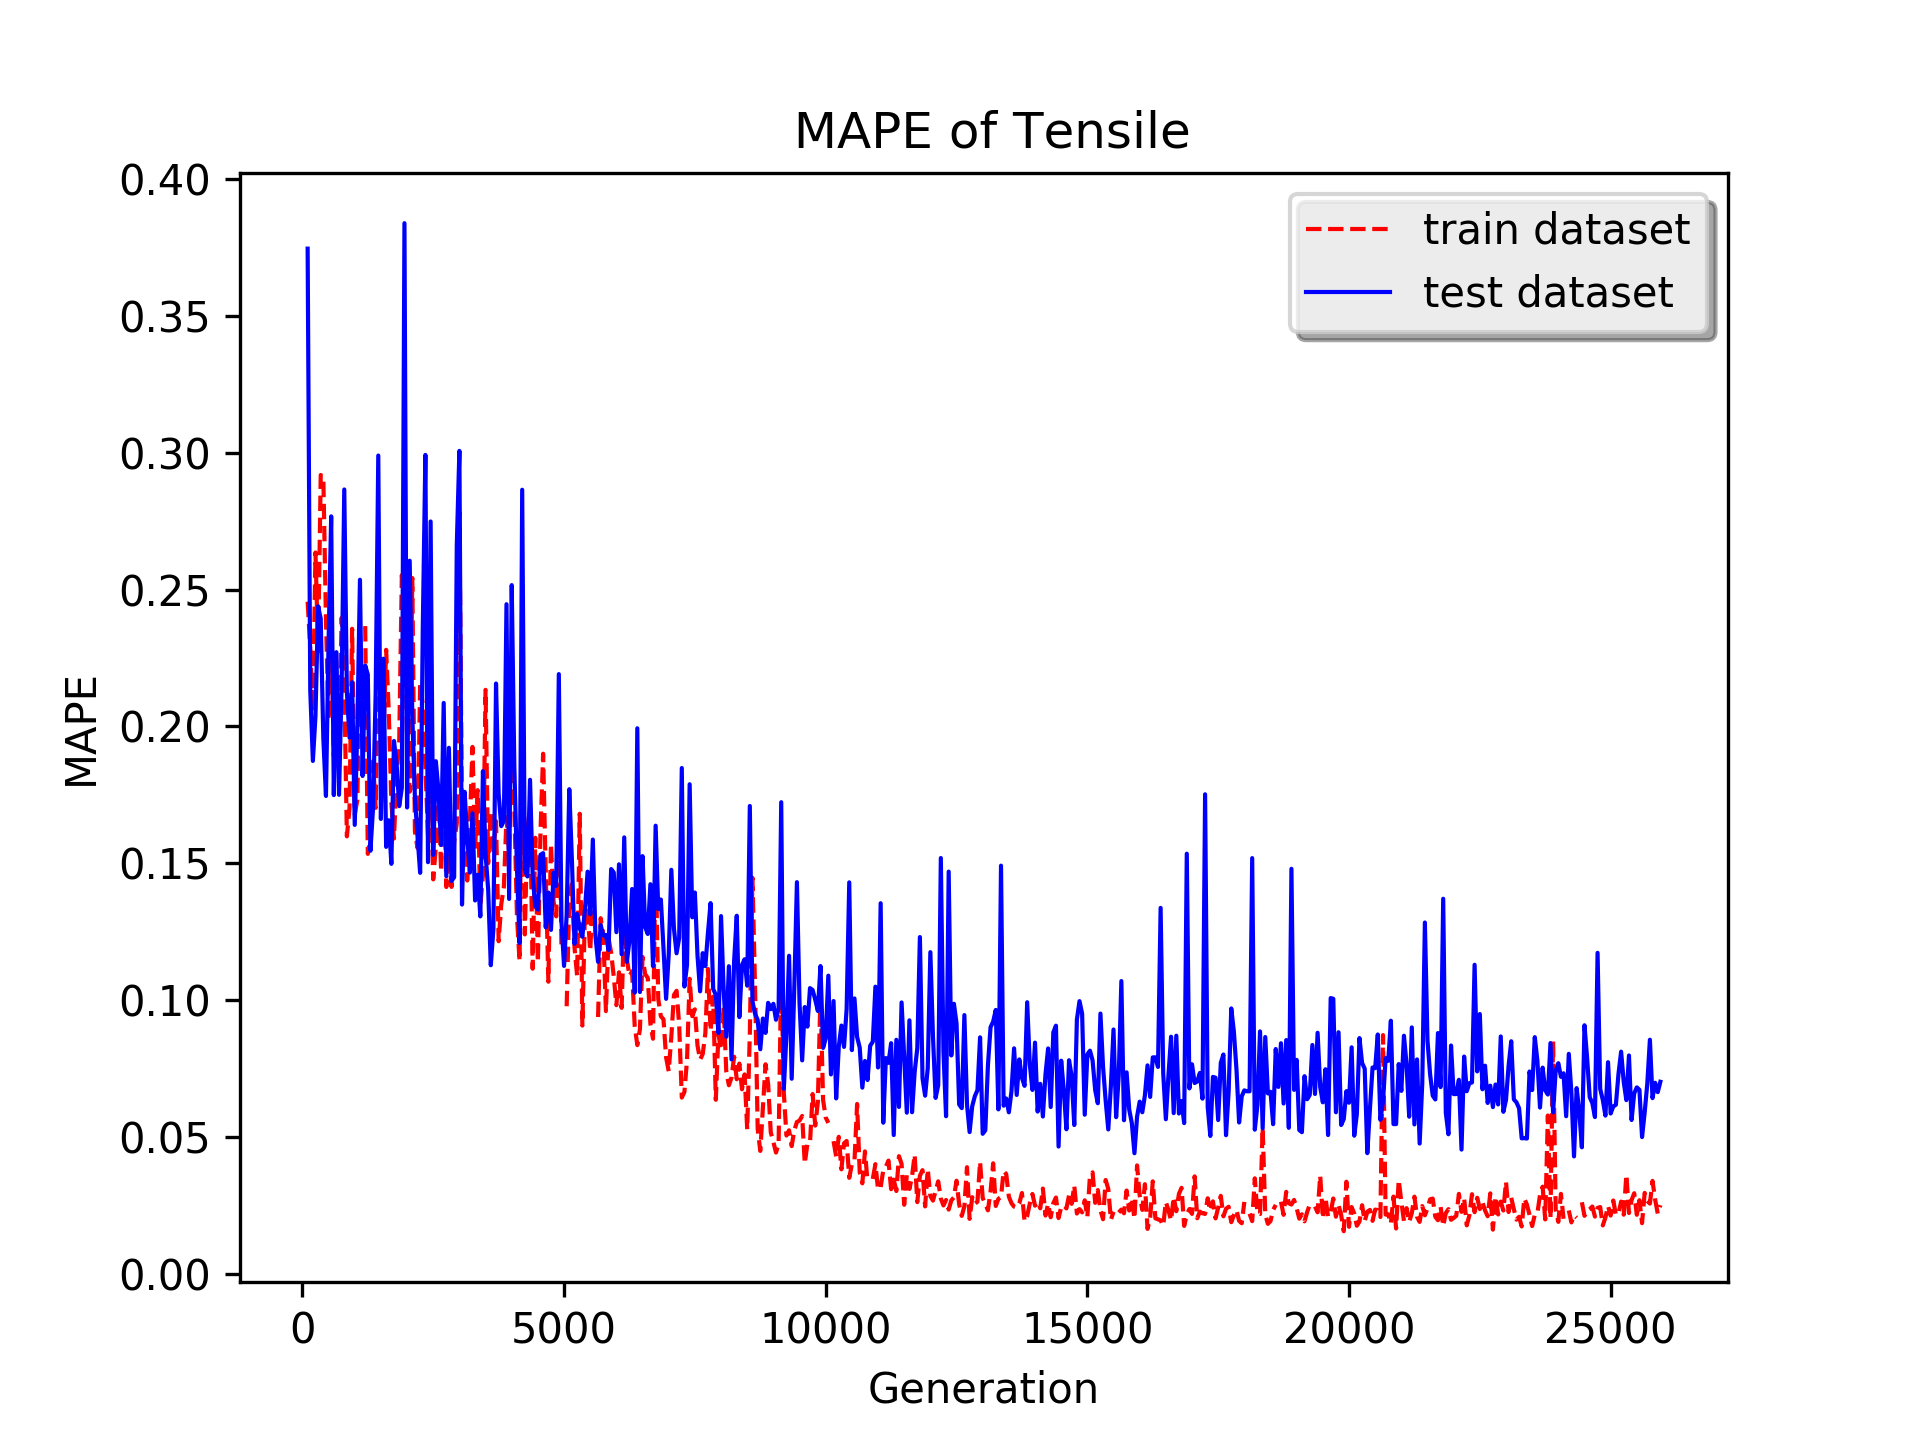 MAPE of Tensile
train dataset
test dataset
MAPE
0.40
0.35
0.30
0.25
0.20
0.15
0.10
0.05
0.00
0 5000 10000 15000 20000 25000
Generation